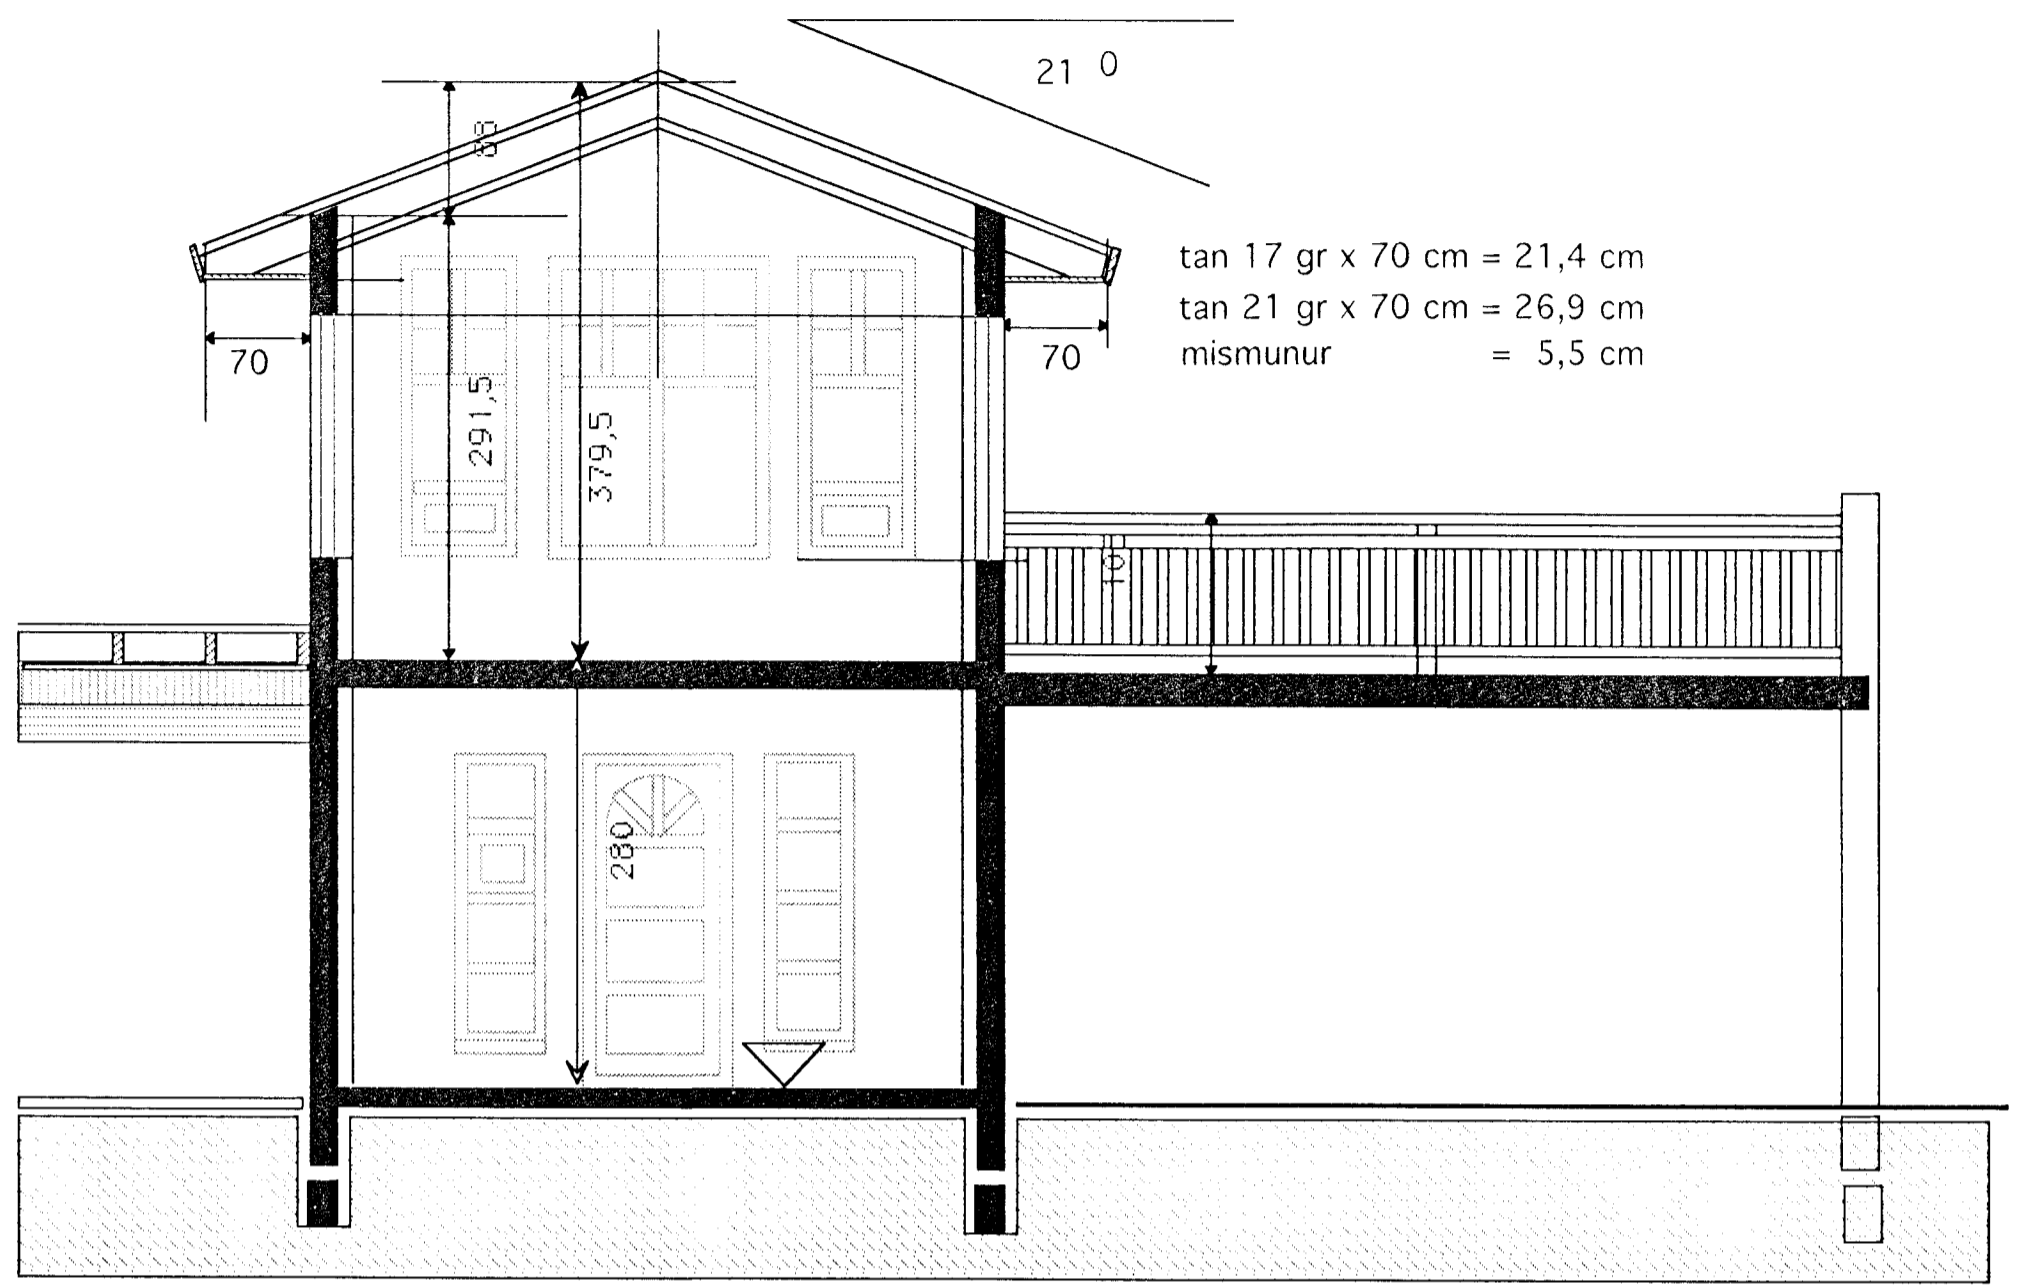 21 0
88
tan 17 gr x 70 cm = 21,4 cm
tan 21 gr x 70 cm = 26,9 cm
mismunur = 5,5 cm
70
70
291,5
379,5
280